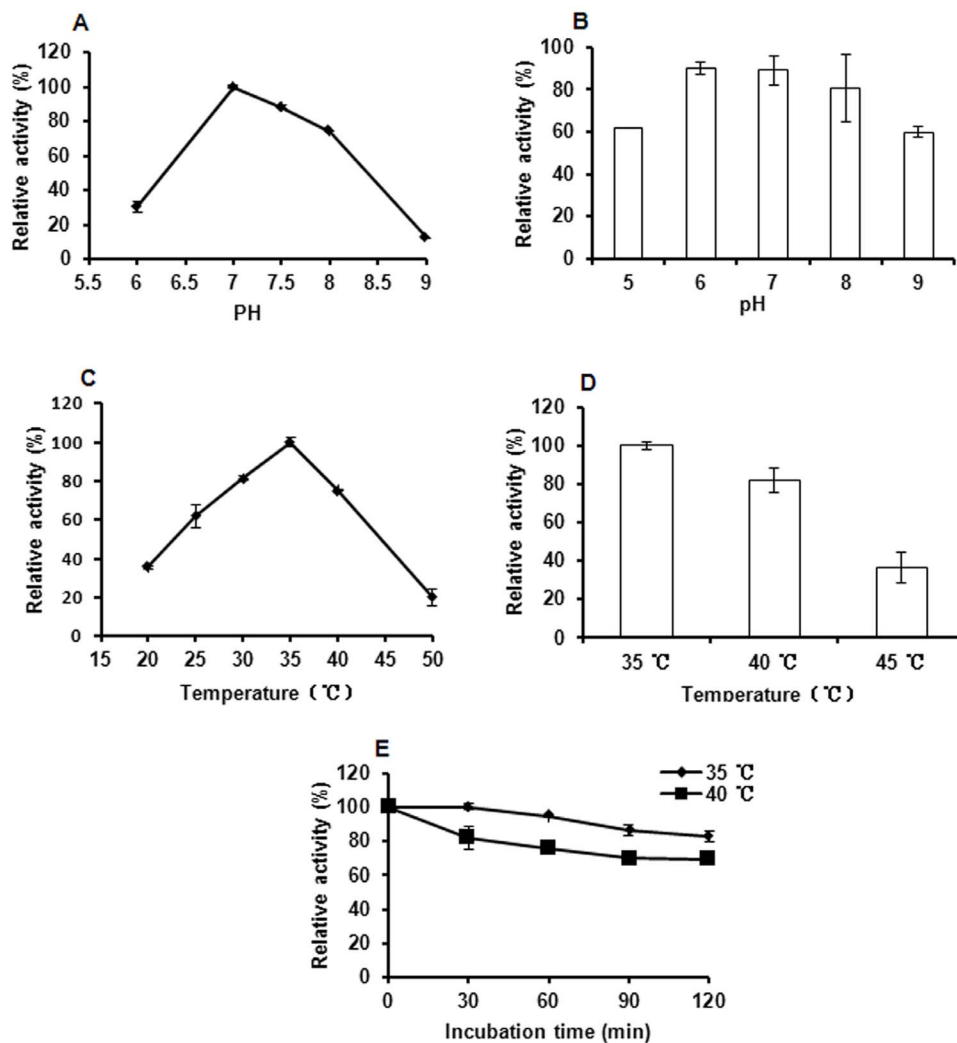 A
Relative activity (%)
120
100
80
60
40
20
0
5.5 6 6.5 7 7.5 8 8.5 9
PH
B
Relative activity (%)
100
80
60
40
20
0
5 6 7 8 9
pH
C
Relative activity (%)
120
100
80
60
40
20
0
15 20 25 30 35 40 45 50
Temperature (℃)
D
Relative activity (%)
120
100
80
60
40
20
0
35 ℃ 40 ℃ 45 ℃
Temperature (℃)
E
Relative activity (%)
120
100
80
60
40
20
0
0 30 60 90 120
Incubation time (min)
35 ℃
40 ℃